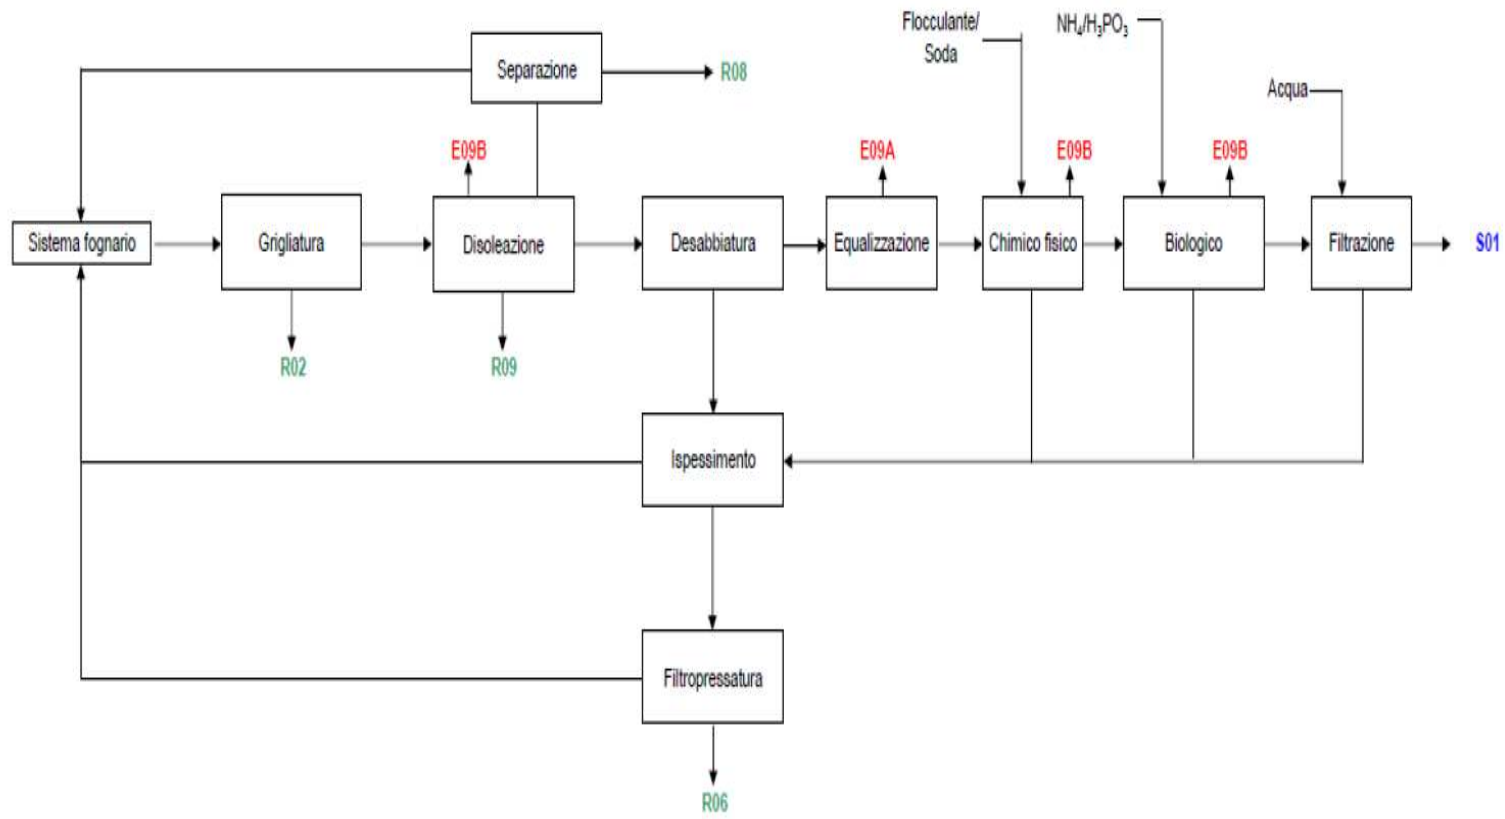 Flocculante/
Soda
NH₄/H₃PO₃
Separazione
R08
Acqua
E09B
E09A
E09B
E09B
Sistema fognario
Grigliatura
Disoleazione
Desabbiatura
Equalizzazione
Chimico fisico
Biologico
Filtrazione
S01
R02
R09
Ispessimento
Filtropressatura
R06